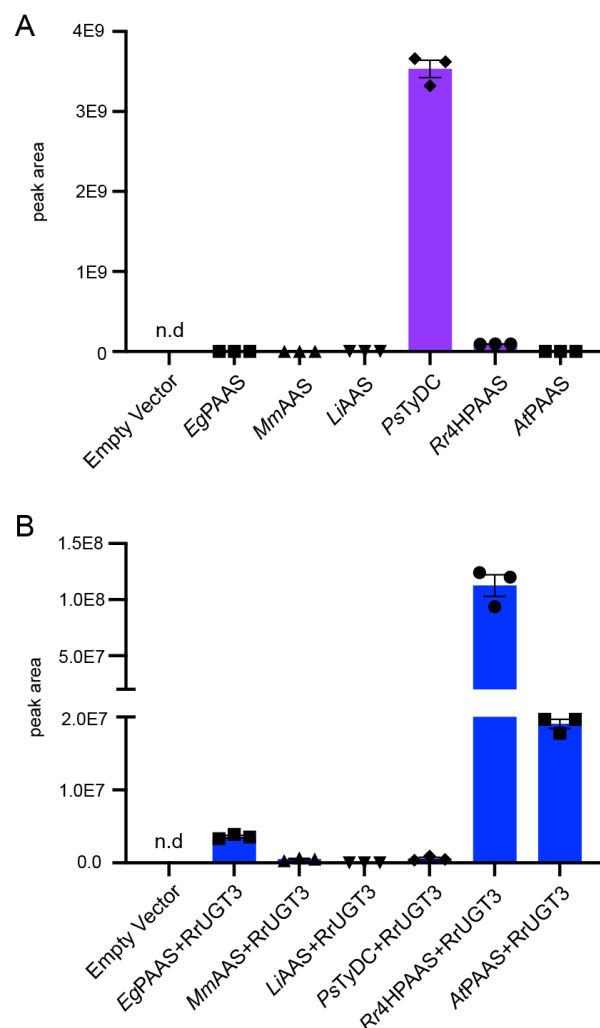 A
4E9
3E9
2E9
1E9
0
peak area
n.d
Empty Vector
EgPAAS
MmAAS
LiAAS
PsTyDC
Rr4HPAAS
AtPAAS
B
1.5E8
1.0E8
5.0E7
2.0E7
1.0E7
0.0
peak area
n.d
Empty Vector
EgPAAS+RrUGT3
MmAAS+RrUGT3
LiAAS+RrUGT3
PsTyDC+RrUGT3
Rr4HPAAS+RrUGT3
AtPAAS+RrUGT3